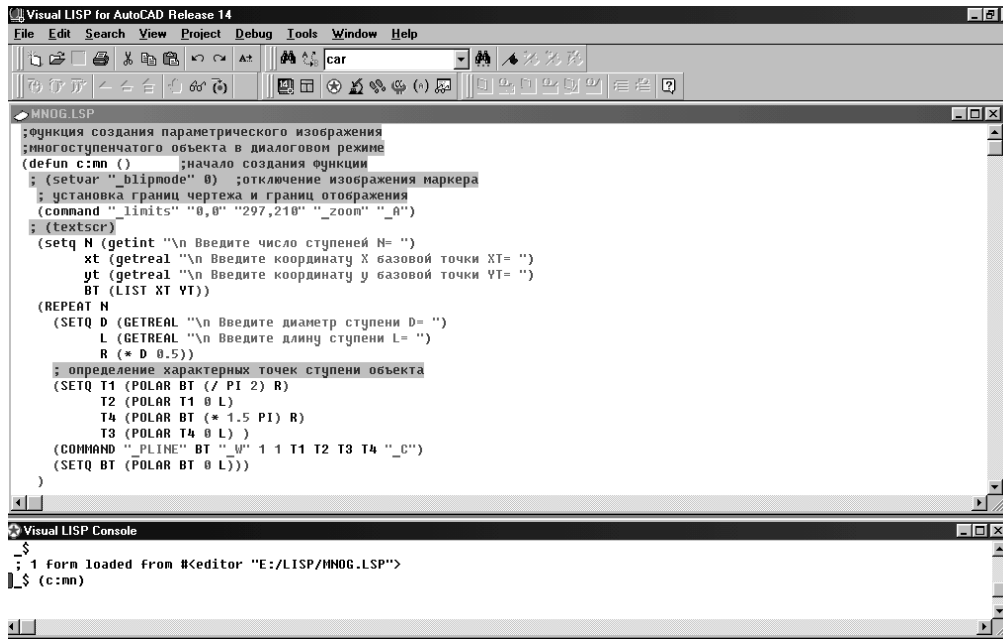 Visual LISP for AutoCAD Release 14
File Edit Search View Project Debug Tools Window Help
car
MNOG.LSP
;функция создания параметрического изображения
;многоступенчатого объекта в диалоговом режиме
(defun c:mn () ;начало создания функции
; (setvar "_blipmode" 0) ;отключение изображения маркера
; установка границ чертежа и границ отображения
(command "_limits" "0,0" "297,210" "_zoom" "_A")
; (textscr)
(setq N (getint "\n Введите число ступеней N= ")
xt (getreal "\n Введите координату X базовой точки XT= ")
yt (getreal "\n Введите координату y базовой точки YT= ")
BT (LIST XT YT))
(REPEAT N
(SETQ D (GETREAL "\n Введите диаметр ступени D= ")
L (GETREAL "\n Введите длину ступени L= ")
R (* D 0.5))
; определение характерных точек ступени объекта
(SETQ T1 (POLAR BT (/ PI 2) R)
T2 (POLAR T1 0 L)
T4 (POLAR BT (* 1.5 PI) R)
T3 (POLAR T4 0 L) )
(COMMAND "_PLINE" BT "_W" 1 1 T1 T2 T3 T4 "_C")
(SETQ BT (POLAR BT 0 L)))
)
Visual LISP Console
_$
; 1 form loaded from #<editor "E:/LISP/MNOG.LSP">
_$ (c:mn)